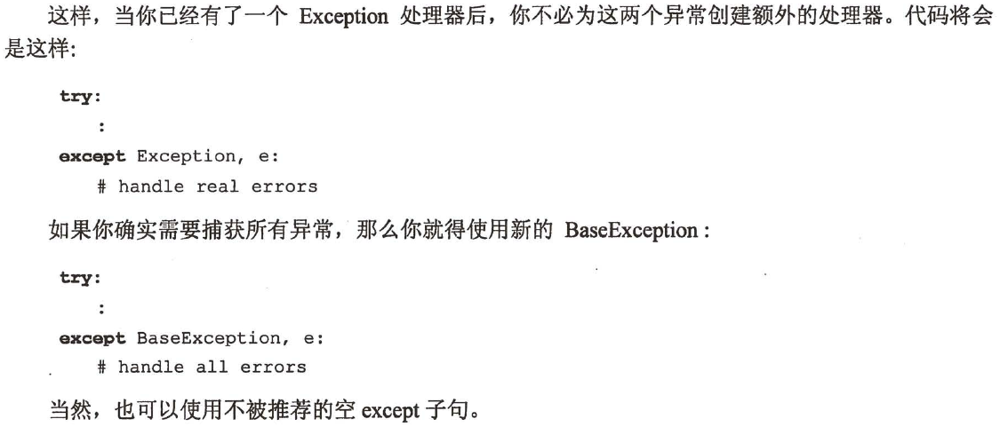 这样，当你已经有了一个 Exception 处理器后，你不必为这两个异常创建额外的处理器。代码将会
是这样:
try:
:
except Exception, e:
# handle real errors
如果你确实需要捕获所有异常，那么你就得使用新的 BaseException :
try:
:
except BaseException, e:
# handle all errors
当然，也可以使用不被推荐的空 except 子句。